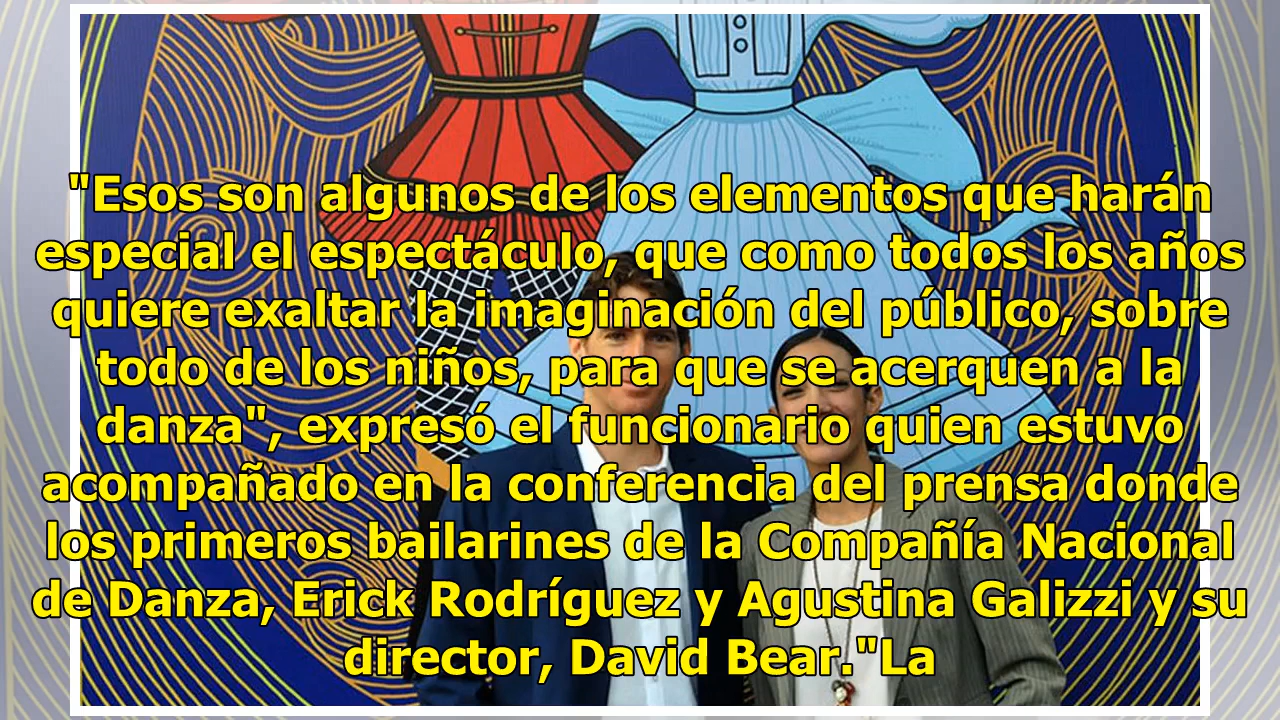 "Esos son algunos de los elementos que harán
especial el espectáculo, que como todos los años
quiere exaltar la imaginación del público, sobre
todo de los niños, para que se acerquen a la
danza", expresó el funcionario quien estuvo
acompañado en la conferencia del prensa donde
los primeros bailarines de la Compañía Nacional
de Danza, Erick Rodríguez y Agustina Galizzi y su
director, David Bear."La